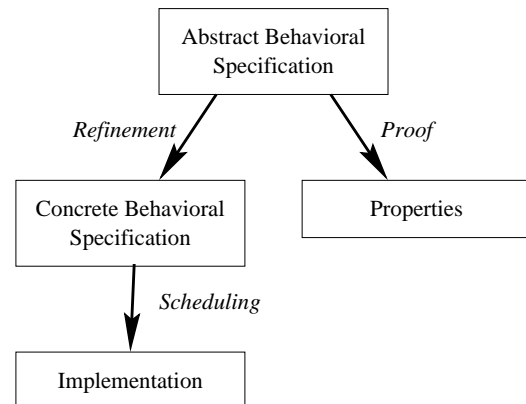 Abstract Behavioral
Specification
Refinement
Proof
Concrete Behavioral
Specification
Properties
Scheduling
Implementation